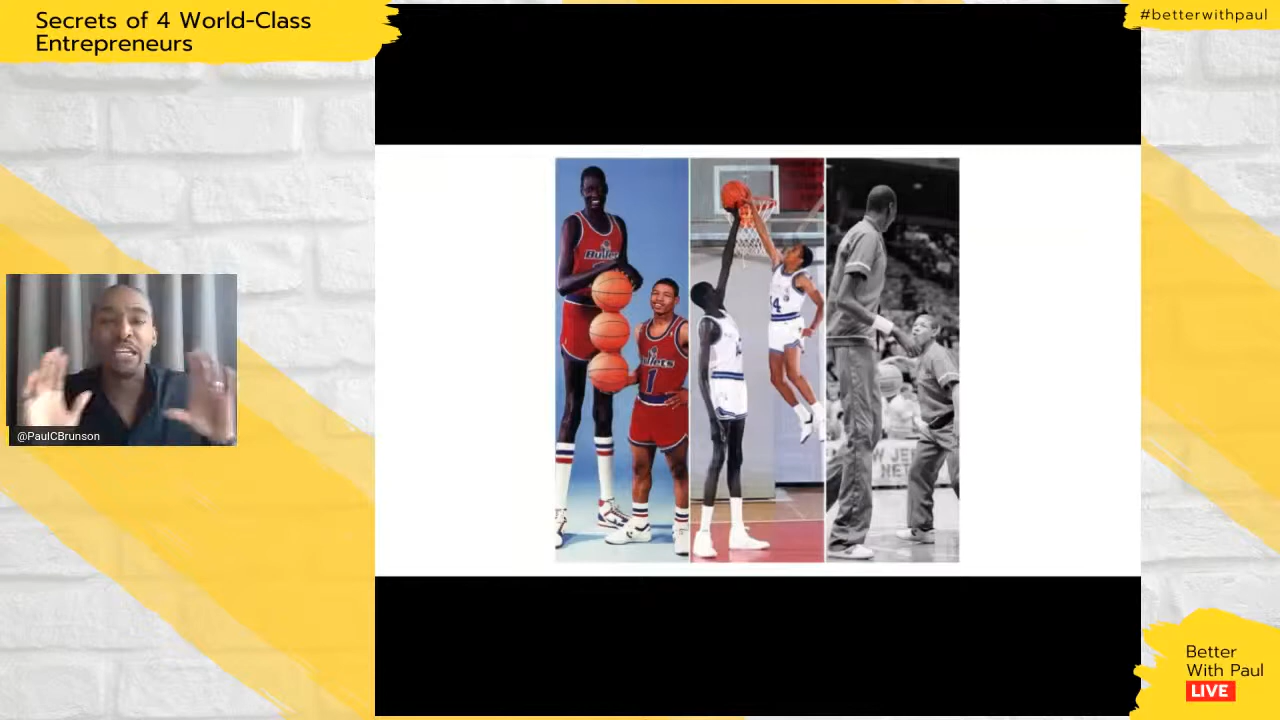 Secrets of 4 World-Class
Entrepreneurs
#betterwithpaul
@PaulCBrunson
Bullets
1
Better
With Paul
LIVE